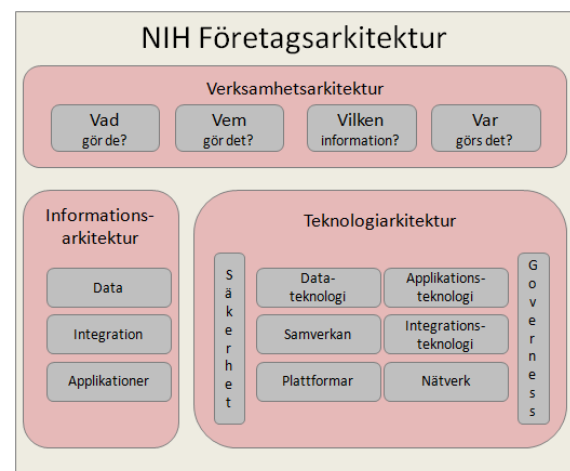 NIH Företagsarkitektur
Verksamhetsarkitektur
Vad
gör de?
Vem
gör det?
Vilken
information?
Var
görs det?
Informations-
arkitektur
Data
Integration
Applikationer
Teknologiarkitektur
Säkerhet
Data-
teknologi
Applikations-
teknologi
Samverkan
Integrations-
teknologi
Plattformar
Nätverk
Governess